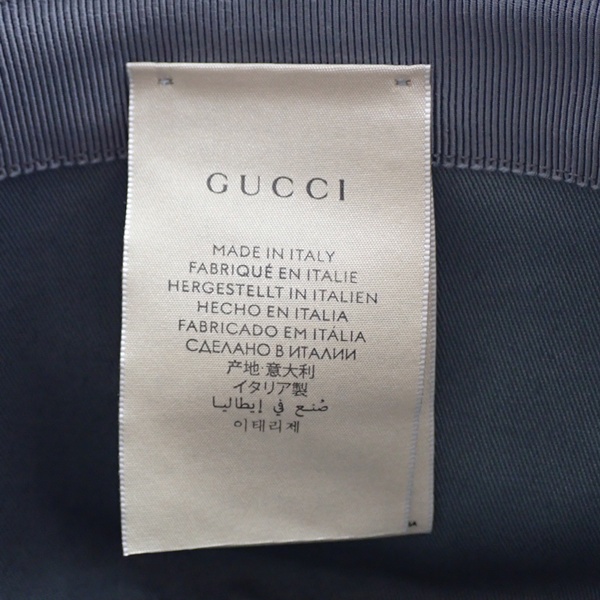 GUCCI
MADE IN ITALY
FABRIQUÉ EN ITALIE
HERGESTELLT IN ITALIEN
HECHO EN ITALIA
FABRICADO EM ITÁLIA
СДЕЛАНО В ИТАЛИИ
产地·意大利
イタリア製
صُنع في إيطاليا
이태리제